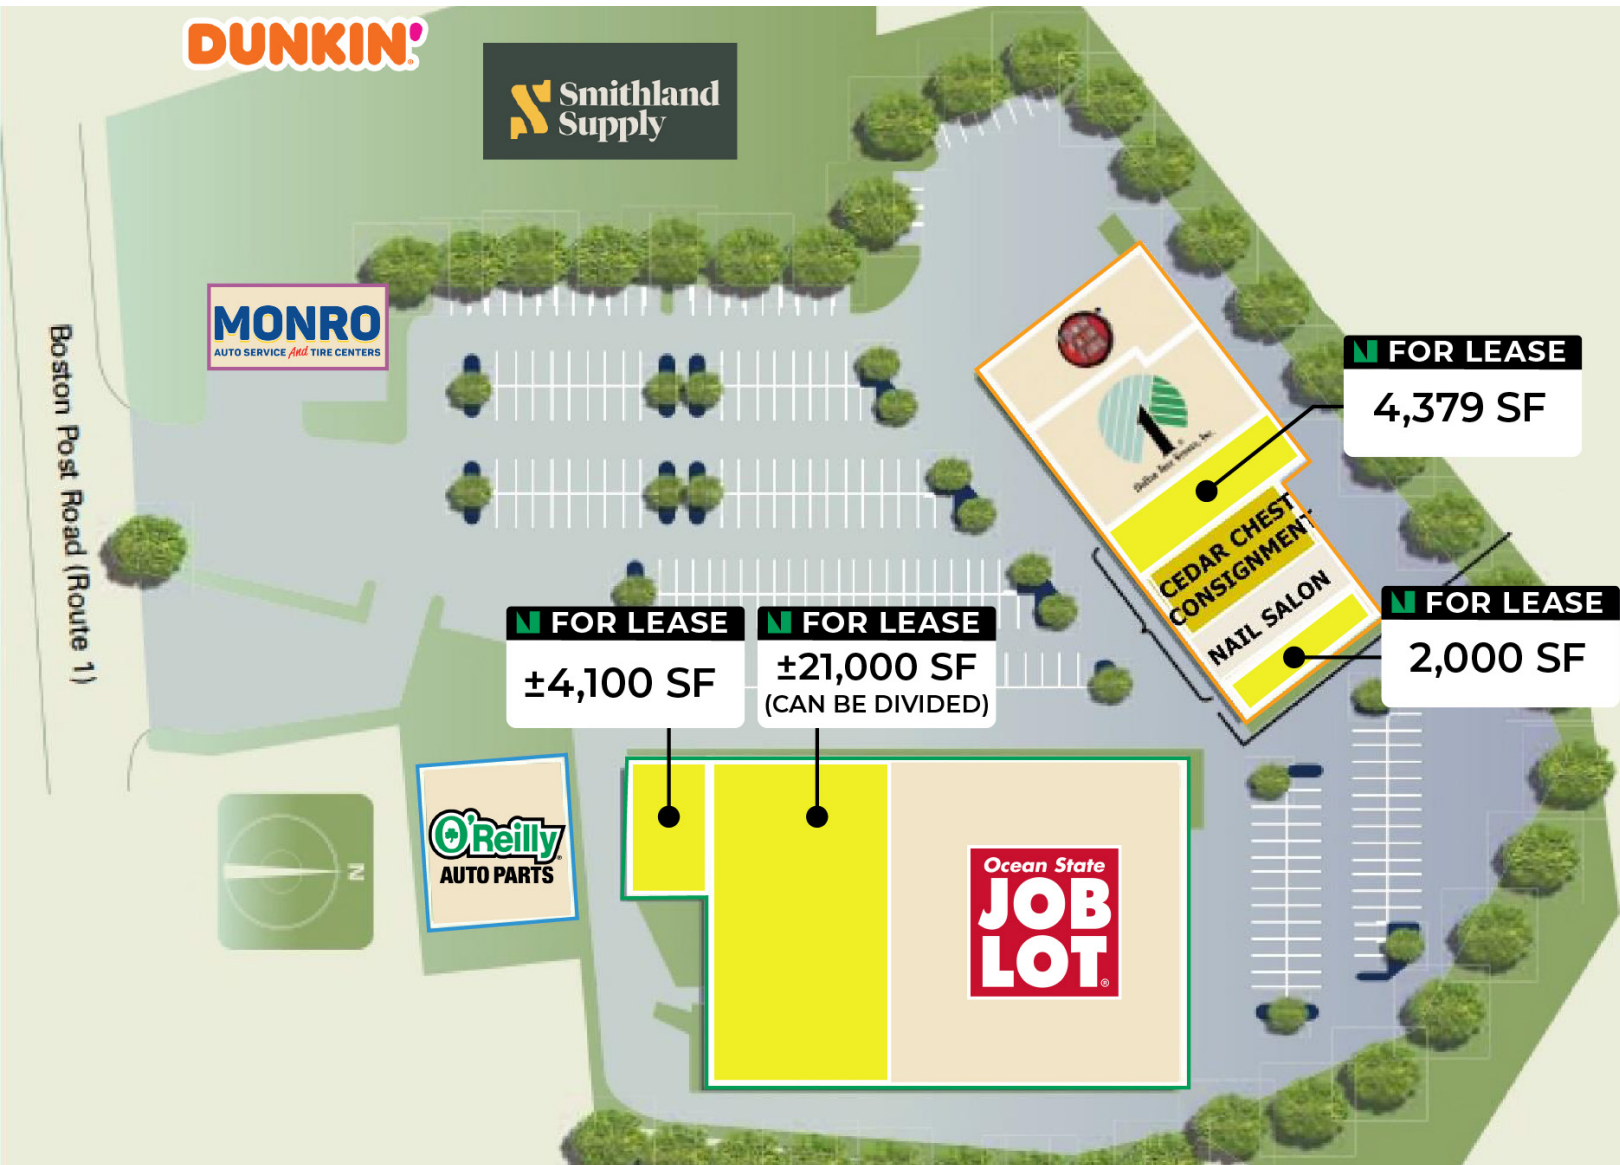 DUNKIN'
Smithland
Supply
MONRO
AUTO SERVICE And TIRE CENTERS
Boston Post Road (Route 1)
FOR LEASE
4,379 SF
1
CEDAR CHEST
CONSIGNMENT
NAIL SALON
FOR LEASE
2,000 SF
FOR LEASE
±4,100 SF
FOR LEASE
±21,000 SF
(CAN BE DIVIDED)
O'Reilly
AUTO PARTS
N
Ocean State
JOB
LOT